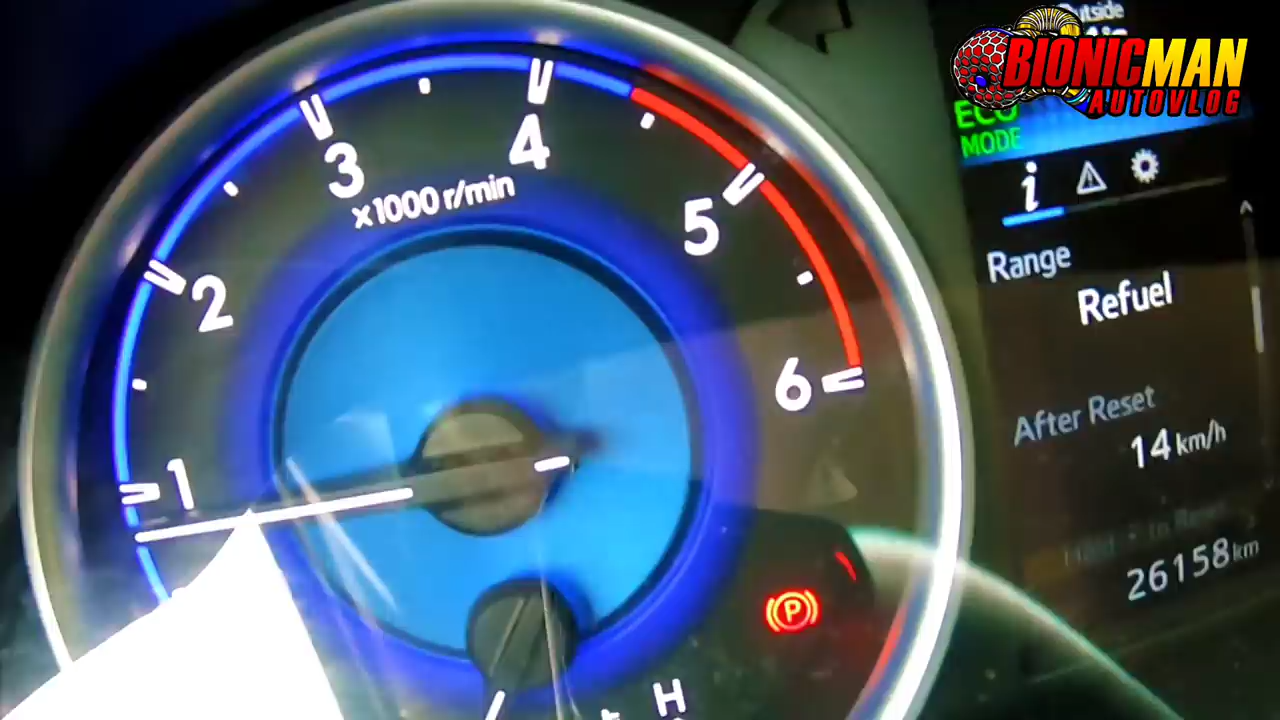 BIONICMAN
AUTOVLOG
ECO
MODE
Range
Refuel
After Reset
14 km/h
26158 km
1
2
3
4
5
6
x1000 r/min
P
H